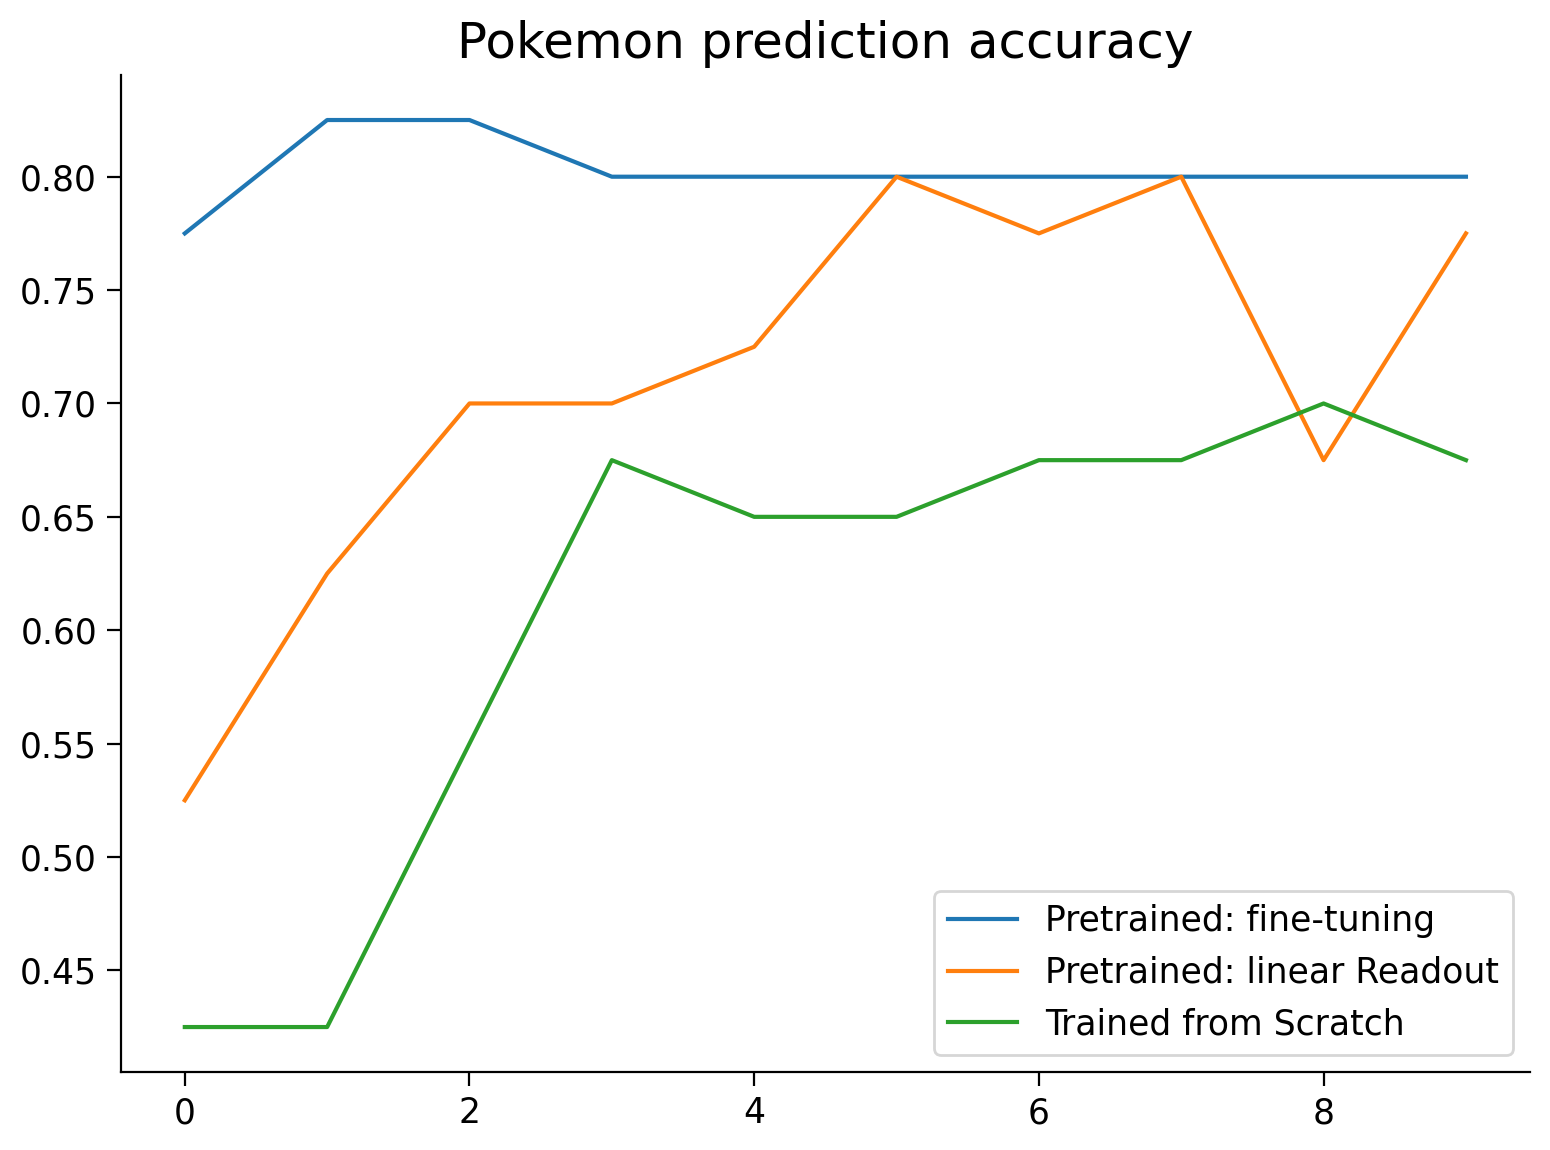 Pokemon prediction accuracy
0.80
0.75
0.70
0.65
0.60
0.55
0.50
0.45
Pretrained: fine-tuning
Pretrained: linear Readout
Trained from Scratch
0 2 4 6 8